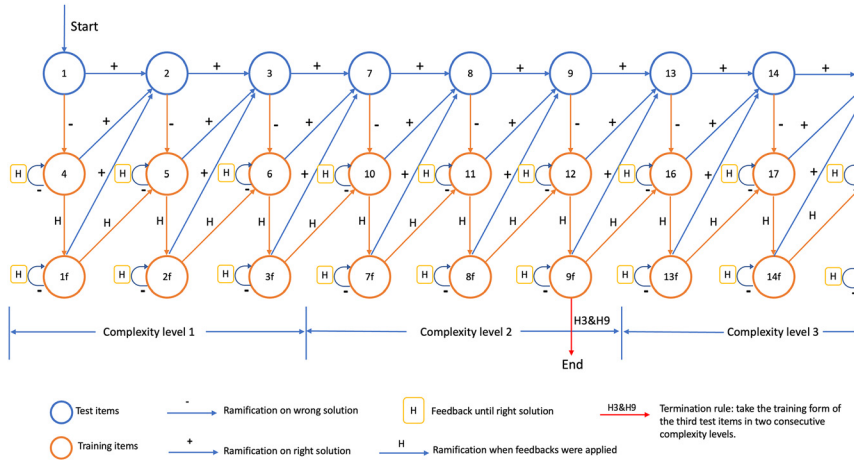 Start
+ + + + + + + +
1 2 3 7 8 9 13 14
- - - - - - - -
+ + + + + + + +
H 4 H 5 H 6 H 10 H 11 H 12 H 16 H 17
+ + + + + + + +
- - - - - - - -
H H H H H H H H
H 1f H 2f H 3f H 7f H 8f H 9f H 13f H 14f H
- - - - - - - - -
H3&H9
Complexity level 1 Complexity level 2 Complexity level 3
End
Test items - Ramification on wrong solution H Feedback until right solution H3&H9 Termination rule: take the training form of
the third test items in two consecutive
complexity levels.
Training items + Ramification on right solution H Ramification when feedbacks were applied